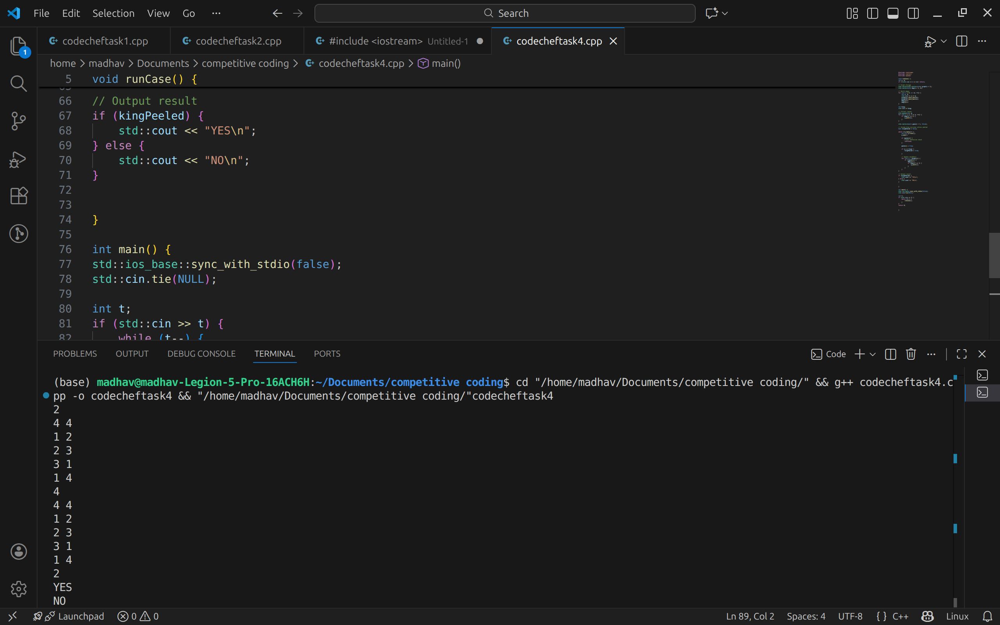 File Edit Selection View Go ··· Search
codecheftask1.cpp codecheftask2.cpp #include <iostream> Untitled-1 codecheftask4.cpp
home > madhav > Documents > competitive coding > codecheftask4.cpp > main()
5 void runCase() {
66 // Output result
67 if (kingPeeled) {
68 std::cout << "YES\n";
69 } else {
70 std::cout << "NO\n";
71 }
72
73
74 }
75
76 int main() {
77 std::ios_base::sync_with_stdio(false);
78 std::cin.tie(NULL);
79
80 int t;
81 if (std::cin >> t) {
82 while (t--) {
PROBLEMS OUTPUT DEBUG CONSOLE TERMINAL PORTS Code
(base) madhav@madhav-Legion-5-Pro-16ACH6H:~/Documents/competitive coding$ cd "/home/madhav/Documents/competitive coding/" && g++ codecheftask4.c
pp -o codecheftask4 && "/home/madhav/Documents/competitive coding/"codecheftask4
2
4 4
1 2
2 3
3 1
1 4
4
4 4
1 2
2 3
3 1
1 4
2
YES
NO
Launchpad 0 0 Ln 89, Col 2 Spaces: 4 UTF-8 { } C++ Linux
1